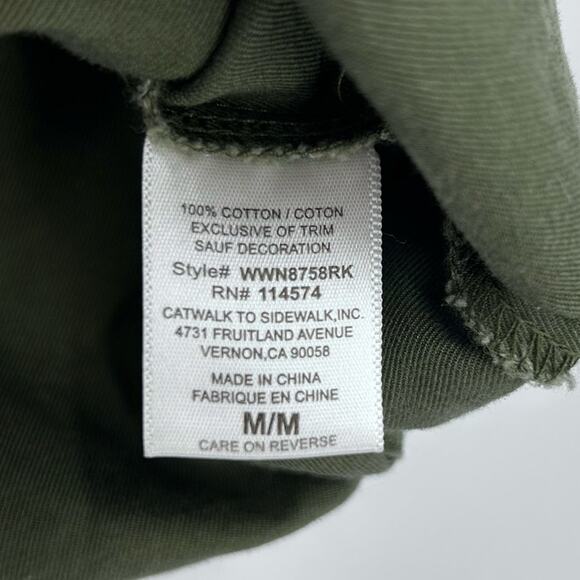 100% COTTON / COTON
EXCLUSIVE OF TRIM
SAUF DECORATION
Style# WWN8758RK
RN# 114574
CATWALK TO SIDEWALK,INC.
4731 FRUITLAND AVENUE
VERNON,CA 90058
MADE IN CHINA
FABRIQUE EN CHINE
M/M
CARE ON REVERSE